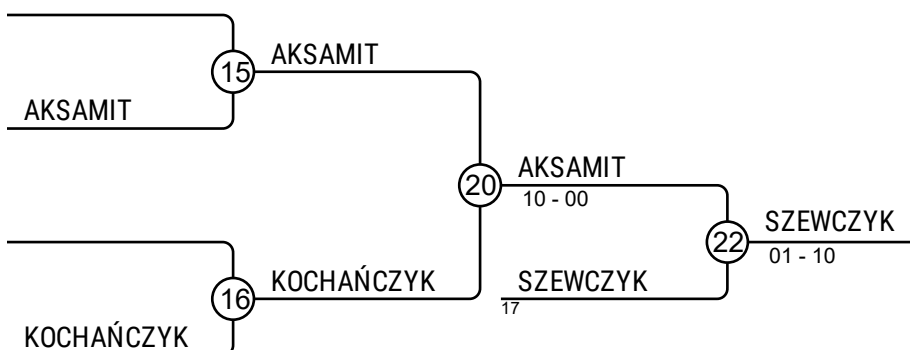 AKSAMIT
15
AKSAMIT
AKSAMIT
20
10 - 00
SZEWCZYK
22
01 - 10
KOCHAŃCZYK
16
SZEWCZYK
17
KOCHAŃCZYK